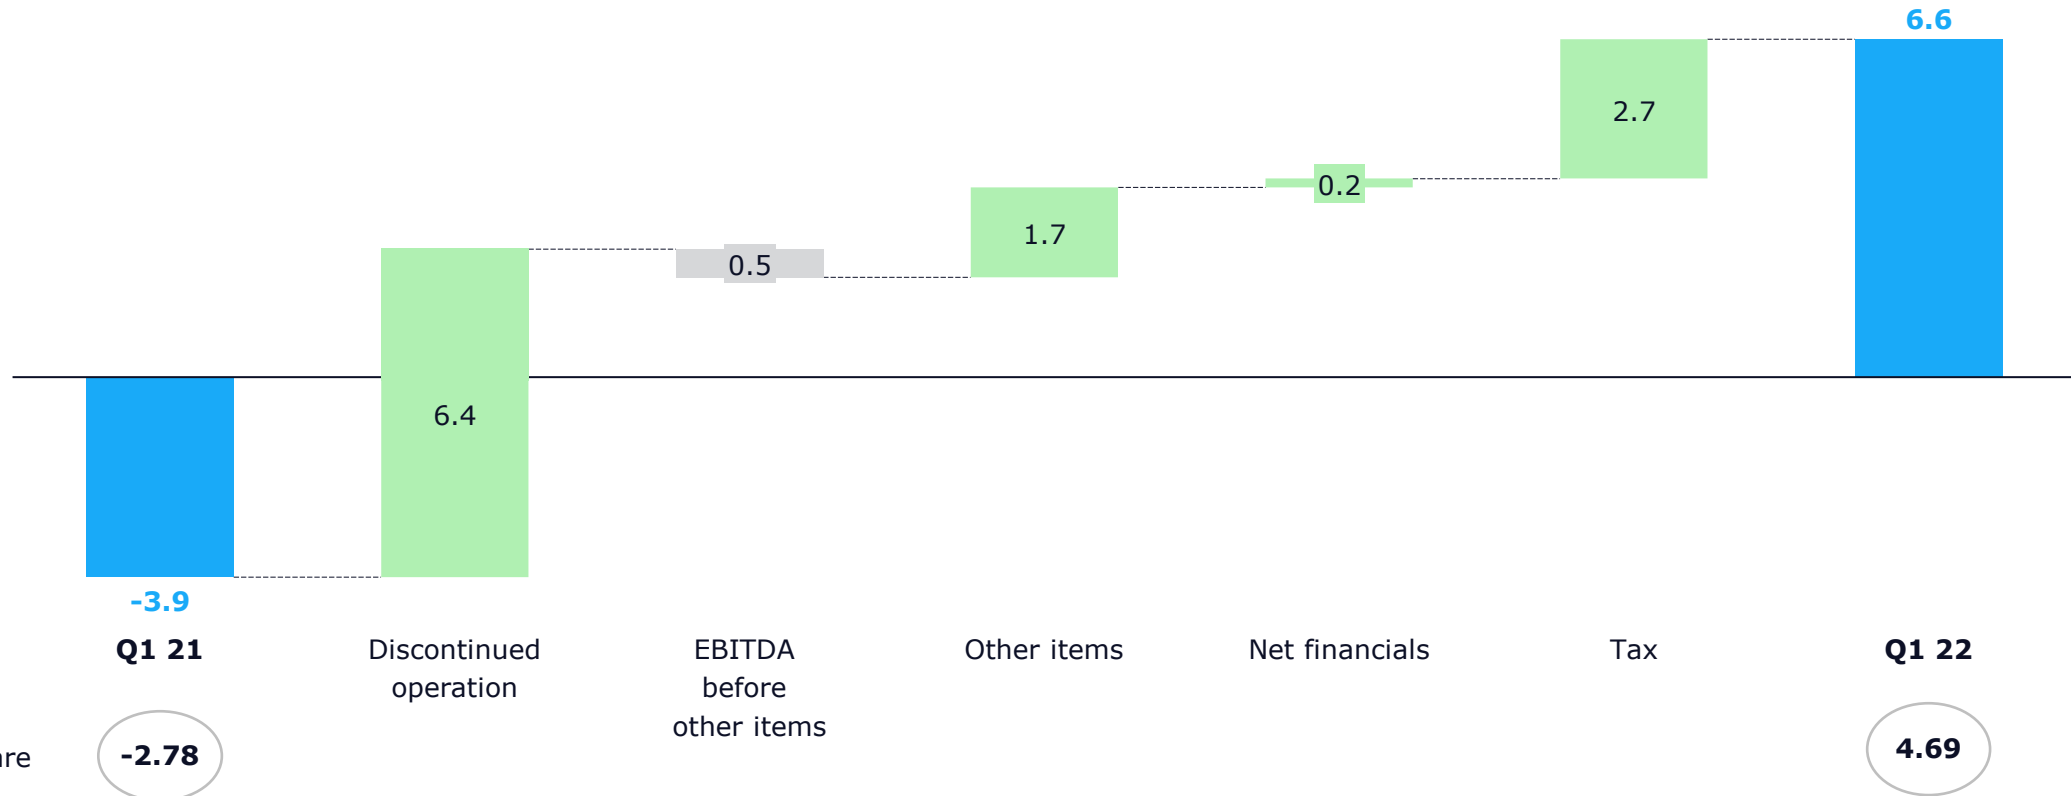 6.6
2.7
0.2
1.7
0.5
6.4
-3.9
Q1 21
Discontinued
operation
EBITDA
before
other items
Other items
Net financials
Tax
Q1 22
-2.78
4.69